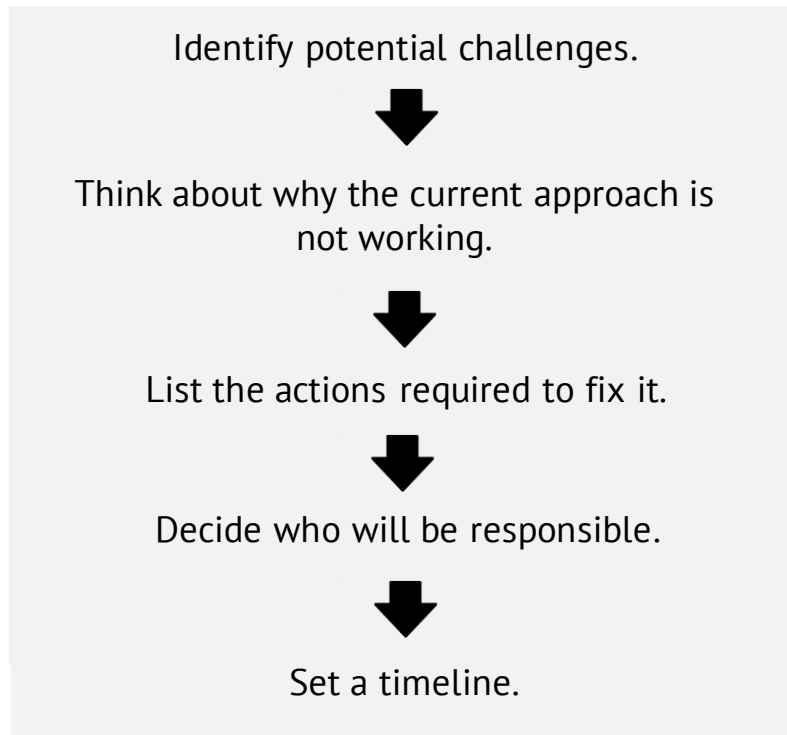 Identify potential challenges.
Think about why the current approach is
not working.
List the actions required to fix it.
Decide who will be responsible.
Set a timeline.